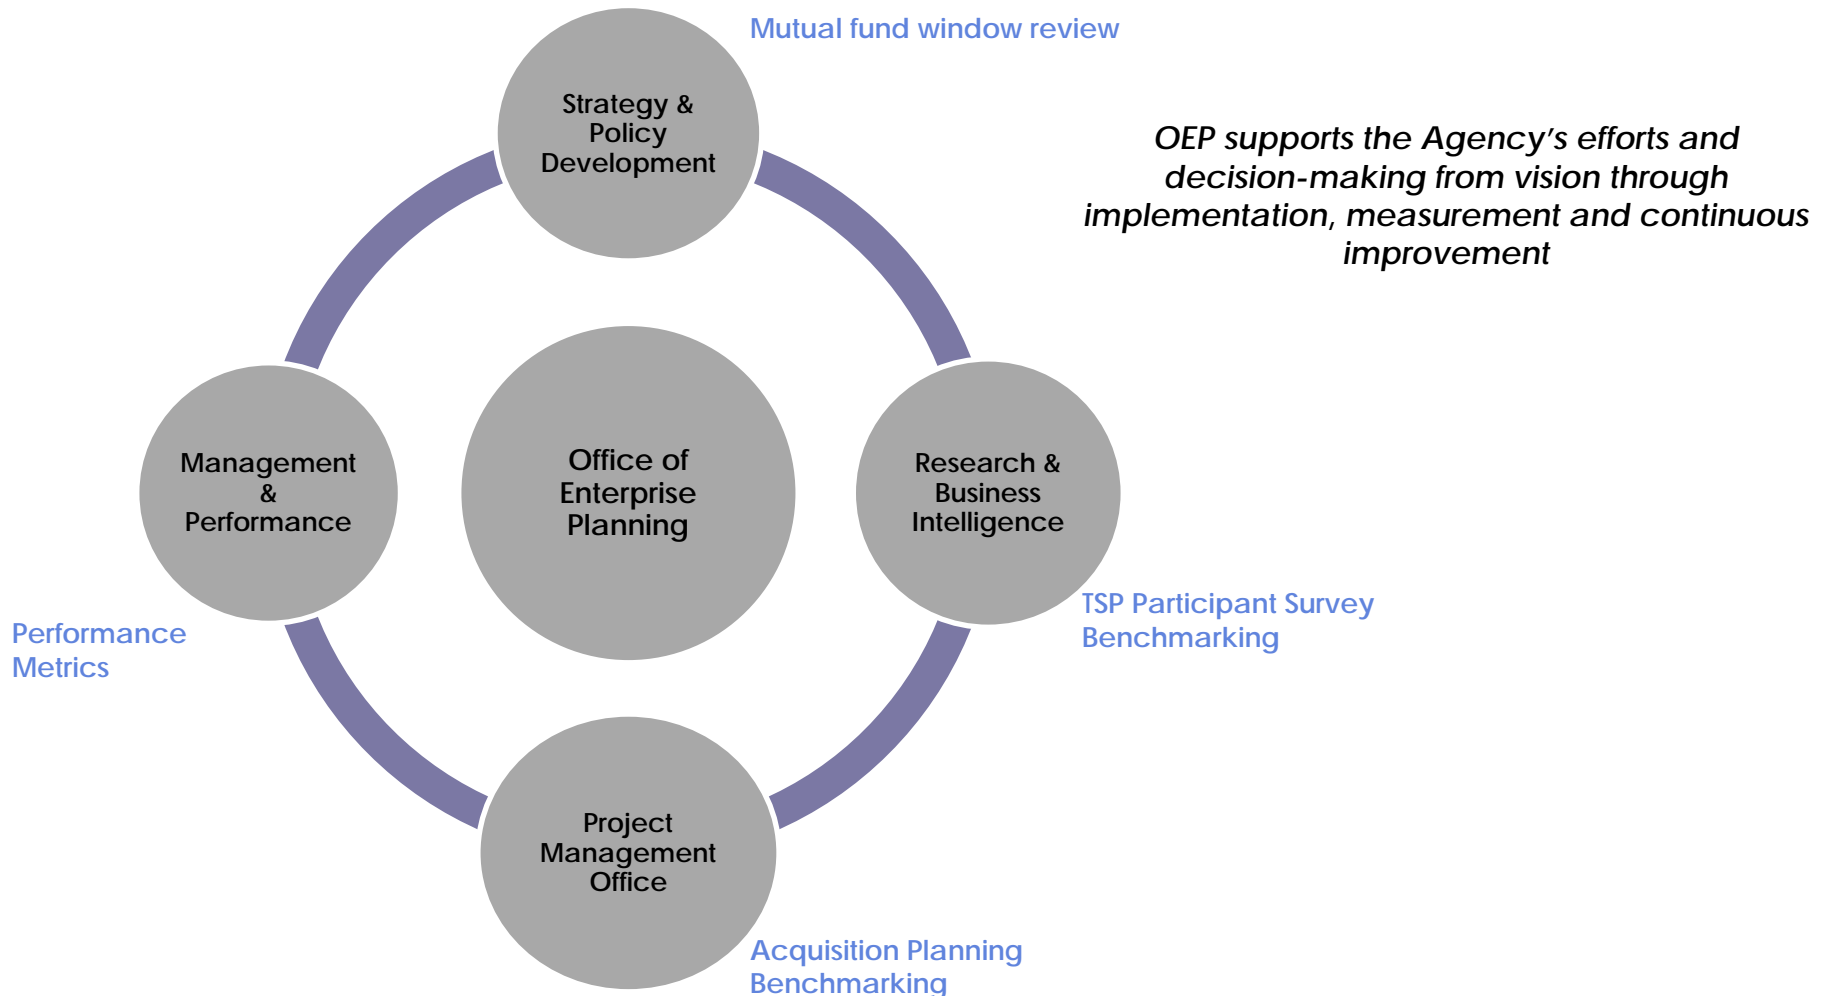 Mutual fund window review
Strategy &
Policy
Development
OEP supports the Agency’s efforts and
decision-making from vision through
implementation, measurement and continuous
improvement
Management
&
Performance
Office of
Enterprise
Planning
Research &
Business
Intelligence
TSP Participant Survey
Benchmarking
Performance
Metrics
Project
Management
Office
Acquisition Planning
Benchmarking